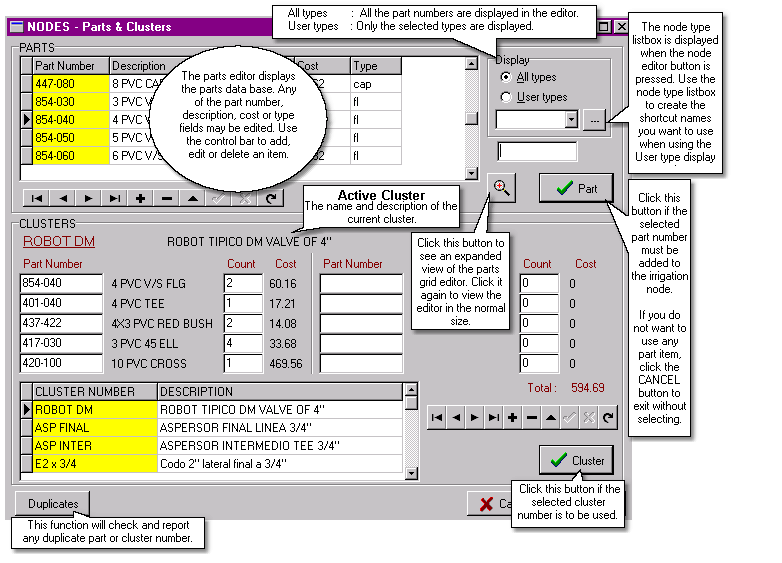 All types : All the part numbers are displayed in the editor.
User types : Only the selected types are displayed.
NODES - Parts & Clusters
PARTS
Part Number Description Cost Type
447-080 8 PVC CAP cap
854-030 3 PVC V/S fl
854-040 4 PVC fl
854-050 5 PVC V/S fl
854-060 6 PVC V/S fl
The parts editor displays
the parts data base. Any
of the part number,
description, cost or type
fields may be edited. Use
the control bar to add,
edit or delete an item.
Display
All types
User types
...
Part
The node type
listbox is displayed
when the node
editor button is
pressed. Use the
node type listbox
to create the
shortcut names
you want to use
when using the
User type display
Active Cluster
The name and description of the
current cluster.
Click this button to
see an expanded
view of the parts
grid editor. Click it
again to view the
editor in the normal
size.
Click this
button if the
selected
part number
must be
added to
the irrigation
node.
If you do
not want to
use any
part item,
click the
CANCEL
button to
exit without
selecting.
CLUSTERS
ROBOT DM ROBOT TIPICO DM VALVE OF 4"
Part Number Count Cost Part Number Count Cost
854-040 4 PVC V/S FLG 2 60.16 0 0
401-040 4 PVC TEE 1 17.21 0 0
437-422 4X3 PVC RED BUSH 2 14.08 0 0
417-030 3 PVC 45 ELL 4 33.68 0 0
420-100 10 PVC CROSS 1 469.56 0 0
Total: 594.69
CLUSTER NUMBER DESCRIPTION
ROBOT DM ROBOT TIPICO DM VALVE OF 4"
ASP FINAL ASPERSOR FINAL LINEA 3/4"
ASP INTER ASPERSOR INTERMEDIO TEE 3/4"
E2 x 3/4 Codo 2" lateral final a 3/4"
Cluster
Duplicates
Ca
Click this button if the
selected cluster
number is to be used.
This function will check and report
any duplicate part or cluster number.